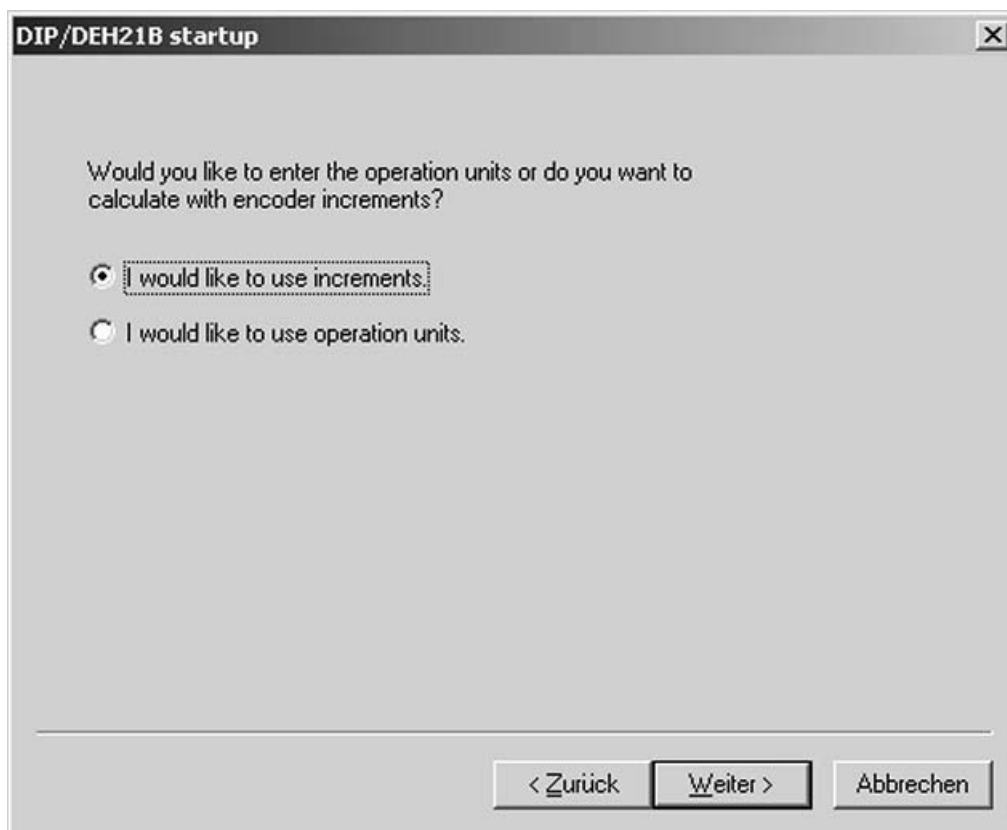 DIP/DEH21B startup
Would you like to enter the operation units or do you want to
calculate with encoder increments?
I would like to use increments.
I would like to use operation units.
< Zurück
Weiter >
Abbrechen